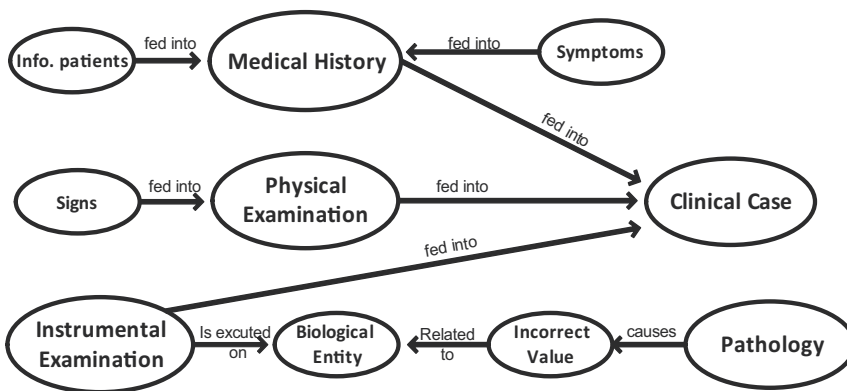 Info. patients
fed into
Medical History
fed into
Symptoms
fed into
Signs
fed into
Physical
Examination
fed into
Clinical Case
fed into
Instrumental
Examination
Is excuted
on
Biological
Entity
Related
to
Incorrect
Value
causes
Pathology